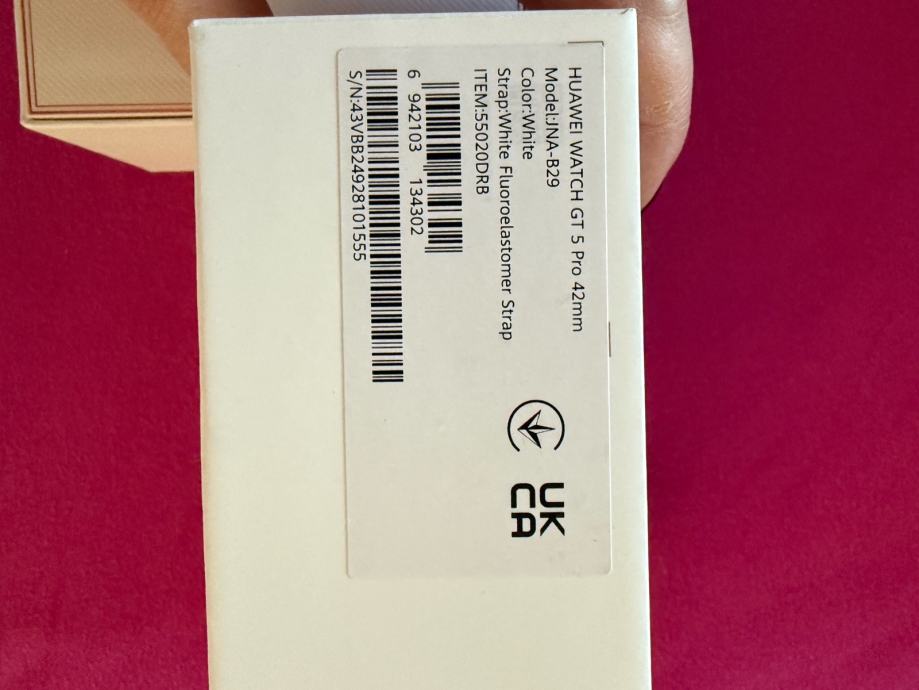 HUAWEI WATCH GT 5 Pro 42mm
Model:JNA-B29
Color:White
Strap:White Fluoroelastomer Strap
ITEM:55020DRB
6 942103 134302
S/N:43VBB24928101555
UK
CA